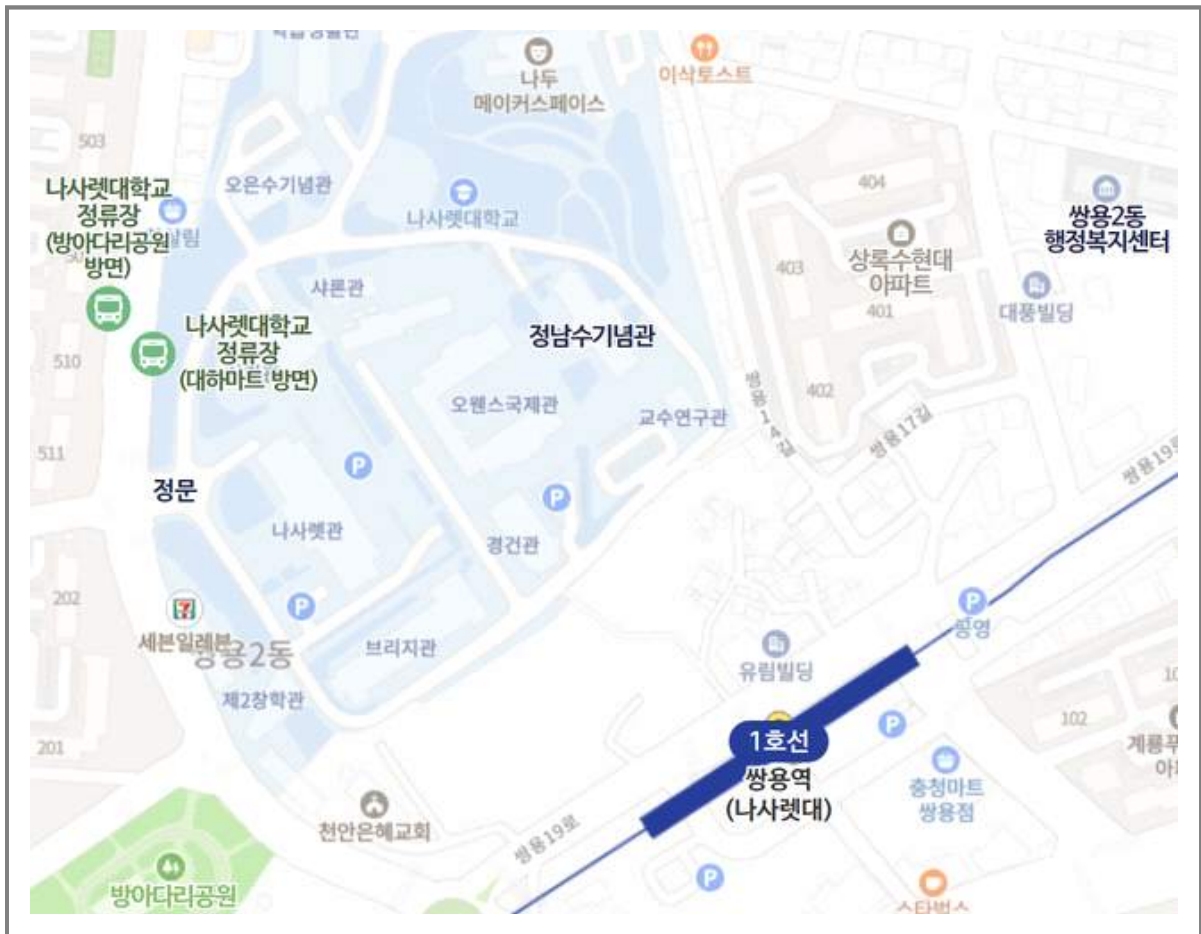 나두
메이커스페이스
이삭토스트
503
나사렛대학교
정류장
(방아다리공원
방면)
오은수기념관
나사렛대학교
404
쌍용2동
행정복지센터
상록수현대
아파트
403
401
대풍빌딩
샤론관
나사렛대학교
정류장
(대하마트 방면)
정남수기념관
510
402
오웬스국제관
교수연구관
쌍용14길
쌍용17길
511
쌍용19로
P
정문
P
나사렛관
경건관
202
P
P
7
세븐일레븐
쌍용2동
브리지관
유림빌딩
제2창학관
102
P
1호선
201
쌍용역
(나사렛대)
충청마트
쌍용점
천안은혜교회
쌍용19로
P
방아다리공원
스타벅스